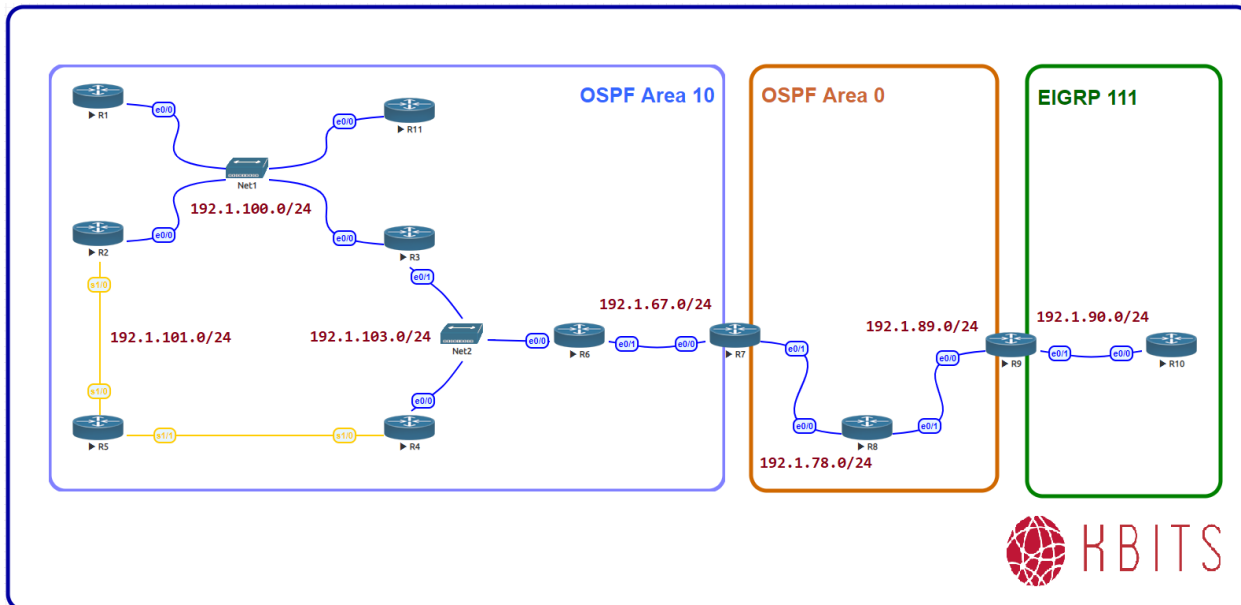 OSPF Area 10
OSPF Area 0
EIGRP 111
R1
e0/0
e0/0
R11
Net1
192.1.100.0/24
R2
e0/0
e0/0
R3
s1/0
e0/1
192.1.101.0/24
192.1.103.0/24
Net2
e0/0
R6
192.1.67.0/24
e0/1
e0/0
R7
e0/1
192.1.89.0/24
e0/0
R9
192.1.90.0/24
e0/1
e0/0
R10
s1/0
R5
s1/1
s1/0
e0/0
R4
e0/0
R8
e0/1
192.1.78.0/24
KBITS